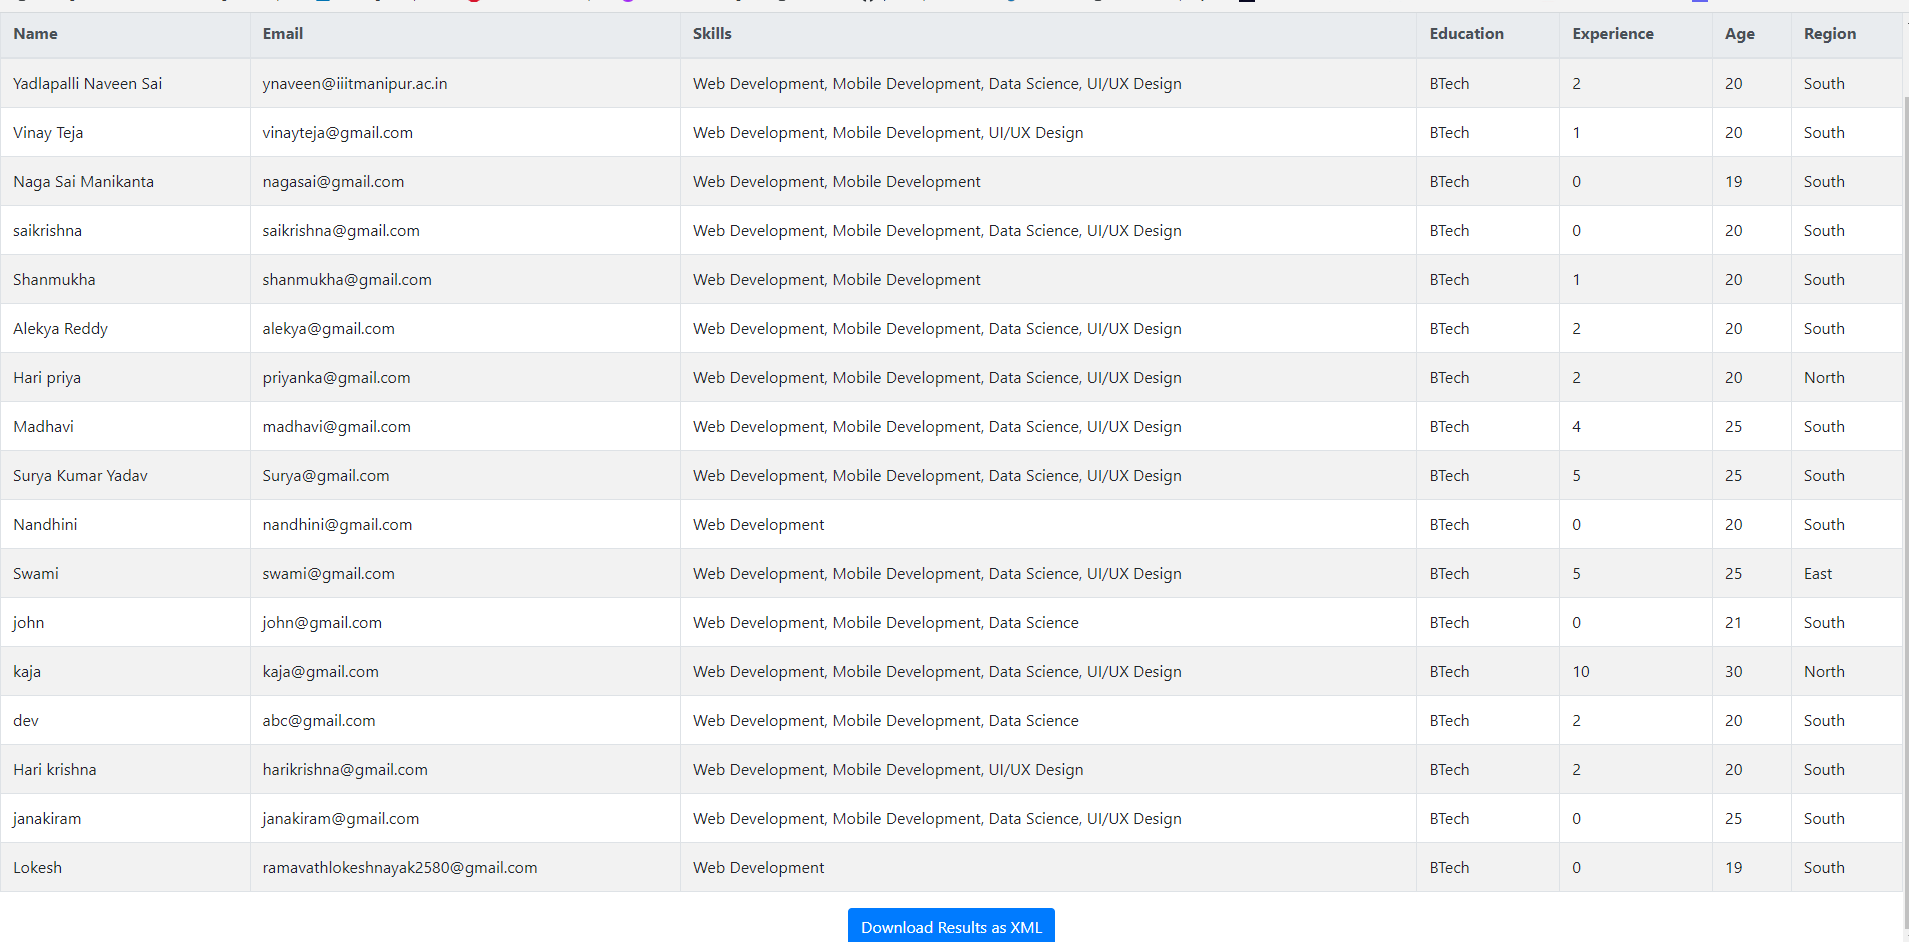 Name Email Skills Education Experience Age Region
Yadlapalli Naveen Sai ynaveen@iiitmanipur.ac.in Web Development, Mobile Development, Data Science, UI/UX Design BTech 2 20 South
Vinay Teja vinayteja@gmail.com Web Development, Mobile Development, UI/UX Design BTech 1 20 South
Naga Sai Manikanta nagasai@gmail.com Web Development, Mobile Development BTech 0 19 South
saikrishna saikrishna@gmail.com Web Development, Mobile Development, Data Science, UI/UX Design BTech 0 20 South
Shanmukha shanmukha@gmail.com Web Development, Mobile Development BTech 1 20 South
Alekya Reddy alekya@gmail.com Web Development, Mobile Development, Data Science, UI/UX Design BTech 2 20 South
Hari priya priyanka@gmail.com Web Development, Mobile Development, Data Science, UI/UX Design BTech 2 20 North
Madhavi madhavi@gmail.com Web Development, Mobile Development, Data Science, UI/UX Design BTech 4 25 South
Surya Kumar Yadav Surya@gmail.com Web Development, Mobile Development, Data Science, UI/UX Design BTech 5 25 South
Nandhini nandhini@gmail.com Web Development BTech 0 20 South
Swami swami@gmail.com Web Development, Mobile Development, Data Science, UI/UX Design BTech 5 25 East
john john@gmail.com Web Development, Mobile Development, Data Science BTech 0 21 South
kaja kaja@gmail.com Web Development, Mobile Development, Data Science, UI/UX Design BTech 10 30 North
dev abc@gmail.com Web Development, Mobile Development, Data Science BTech 2 20 South
Hari krishna harikrishna@gmail.com Web Development, Mobile Development, UI/UX Design BTech 2 20 South
janakiram janakiram@gmail.com Web Development, Mobile Development, Data Science, UI/UX Design BTech 0 25 South
Lokesh ramavathlokeshnayak2580@gmail.com Web Development BTech 0 19 South
Download Results as XML